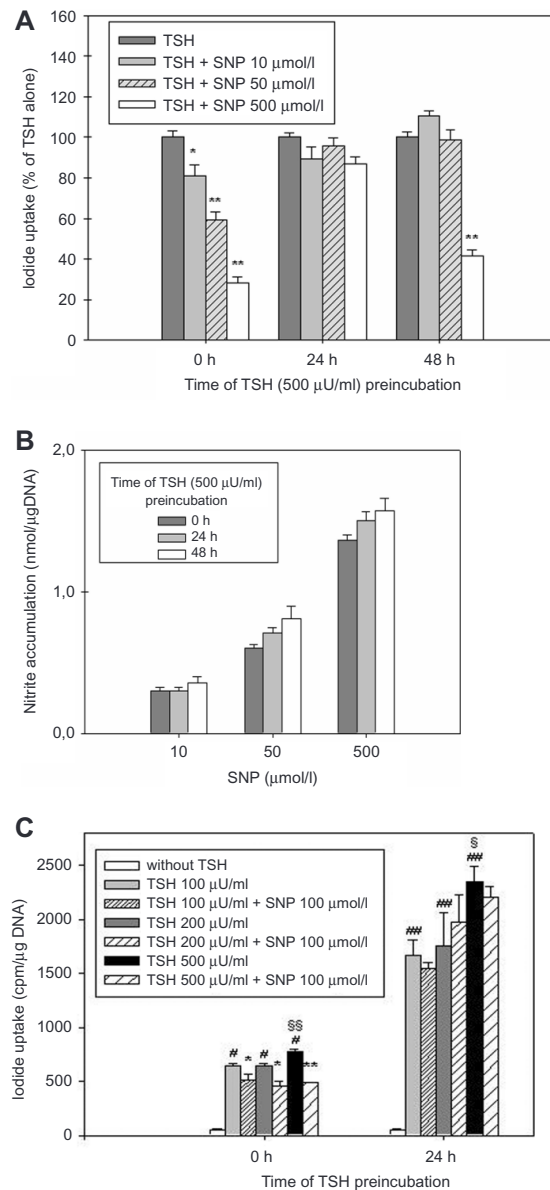 A
Iodide uptake (% of TSH alone)
160
140
120
100
80
60
40
20
0
TSH
TSH + SNP 10 μmol/l
TSH + SNP 50 μmol/l
TSH + SNP 500 μmol/l
*
**
**
**
0 h
24 h
48 h
Time of TSH (500 μU/ml) preincubation
B
Nitrite accumulation (nmol/μgDNA)
2,0
1,0
0,0
Time of TSH (500 μU/ml)
preincubation
0 h
24 h
48 h
10
50
500
SNP (μmol/l)
C
Iodide uptake (cpm/μg DNA)
2500
2000
1500
1000
500
0
without TSH
TSH 100 μU/ml
TSH 100 μU/ml + SNP 100 μmol/l
TSH 200 μU/ml
TSH 200 μU/ml + SNP 100 μmol/l
TSH 500 μU/ml
TSH 500 μU/ml + SNP 100 μmol/l
#
*
#
*
§§
#
**
##
##
§
##
0 h
24 h
Time of TSH preincubation